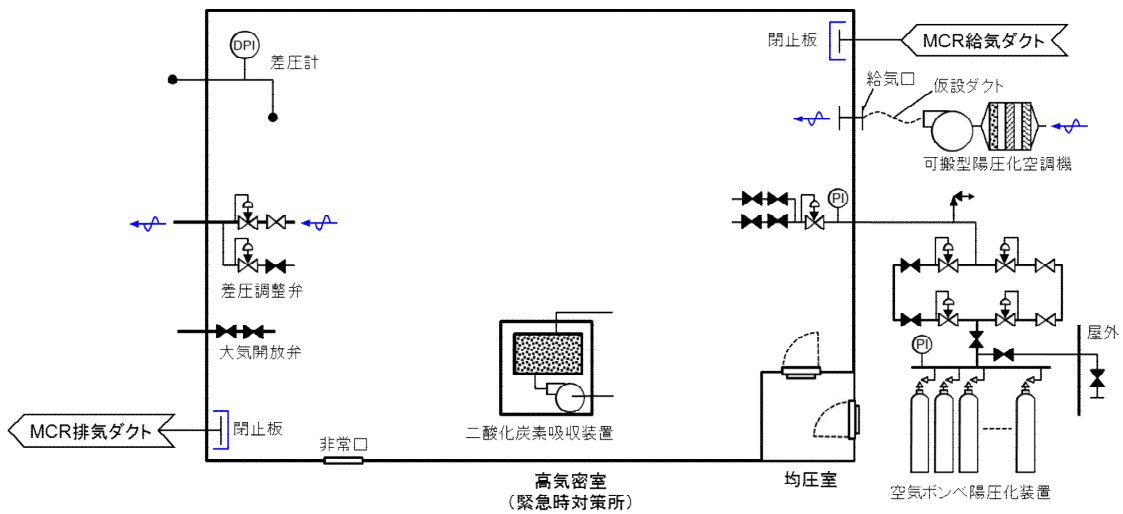 DPI
差圧計
閉止板
MCR給気ダクト
給気口
仮設ダクト
可搬型陽圧化空調機
PI
差圧調整弁
大気開放弁
PI
屋外
MCR排気ダクト
閉止板
非常口
二酸化炭素吸収装置
均圧室
高気密室
(緊急時対策所)
空気ボンベ陽圧化装置